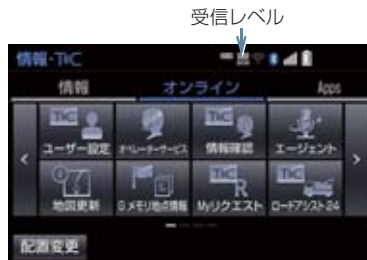 受信レベル
情報・TiC
情報 オンライン Apps
ユーザー設定 オペレーターサービス 情報確認 エージェント
地図更新 Gメモリ地点情報 Myリクエスト ロードアシスト24
配置変更